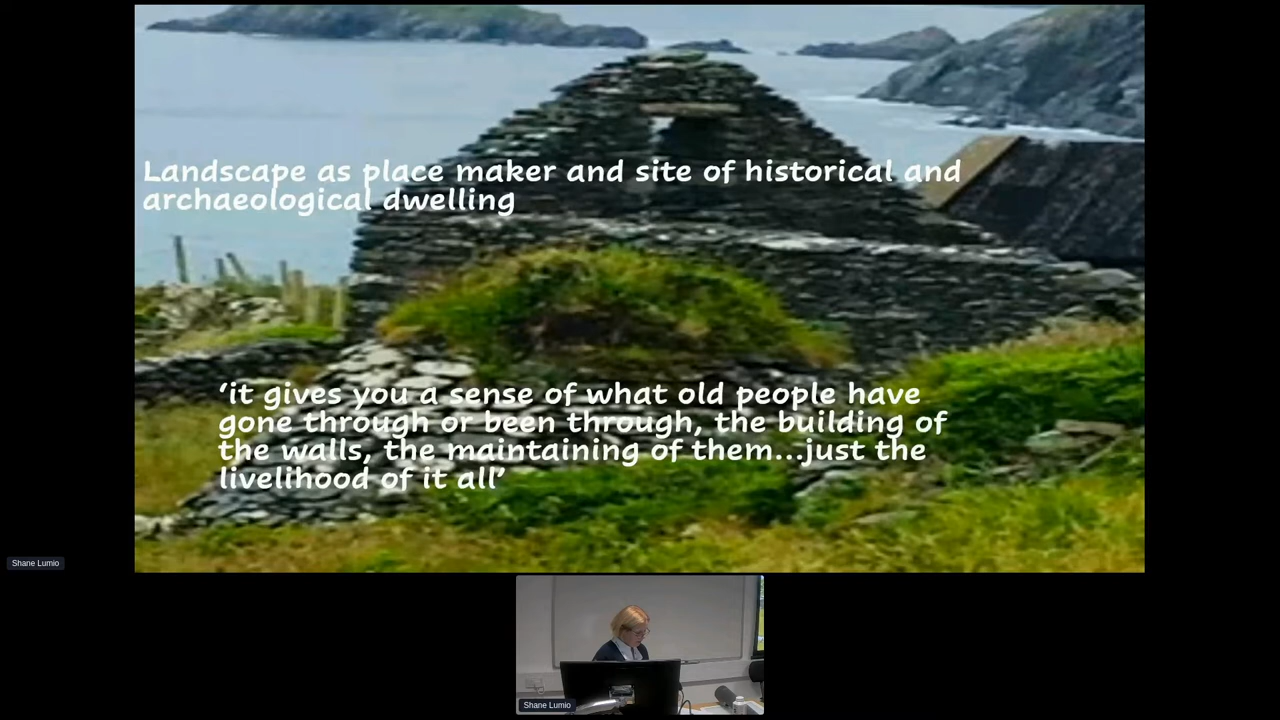 Landscape as place maker and site of historical and
archaeological dwelling
‘it gives you a sense of what old people have
gone through or been through, the building of
the walls, the maintaining of them...just the
livelihood of it all’
Shane Lumio
Shane Lumio